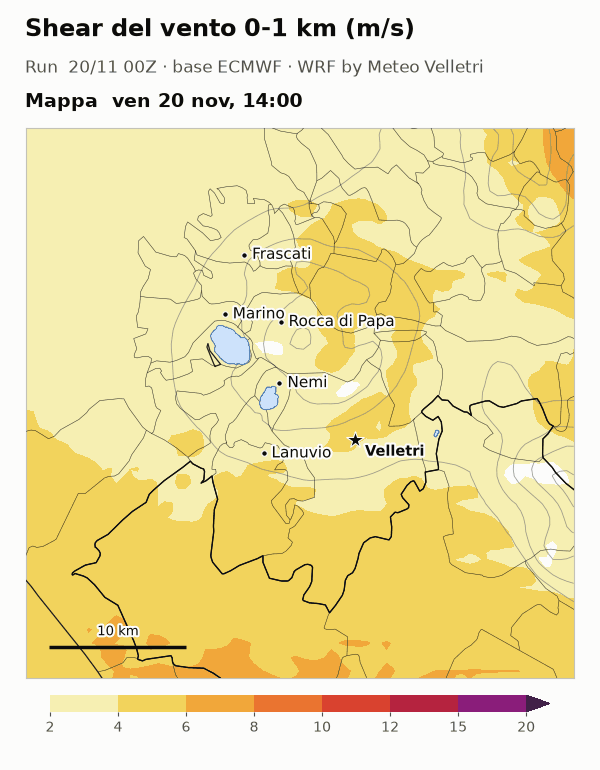 Shear del vento 0-1 km (m/s)
Run  20/11 00Z · base ECMWF · WRF by Meteo Velletri
Mappa  ven 20 nov, 14:00
Frascati
Marino
Rocca di Papa
Nemi
Velletri
Lanuvio
10 km
2 4 6 8 10 12 15 20